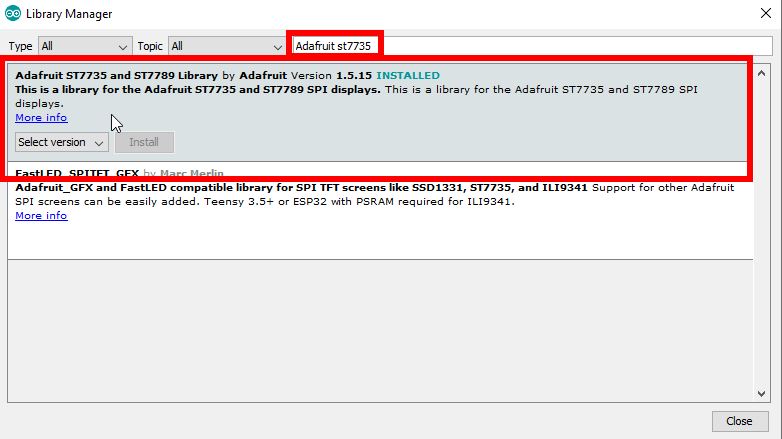 Library Manager
Type All Topic All Adafruit st7735
Adafruit ST7735 and ST7789 Library by Adafruit Version 1.5.15 INSTALLED
This is a library for the Adafruit ST7735 and ST7789 SPI displays. This is a library for the Adafruit ST7735 and ST7789 SPI
displays.
More info
Select version Install
FastLED_SPITFT_GFX by Marc Merlin
Adafruit_GFX and FastLED compatible library for SPI TFT screens like SSD1331, ST7735, and ILI9341 Support for other Adafruit
SPI screens can be easily added. Teensy 3.5+ or ESP32 with PSRAM required for ILI9341.
More info
Close